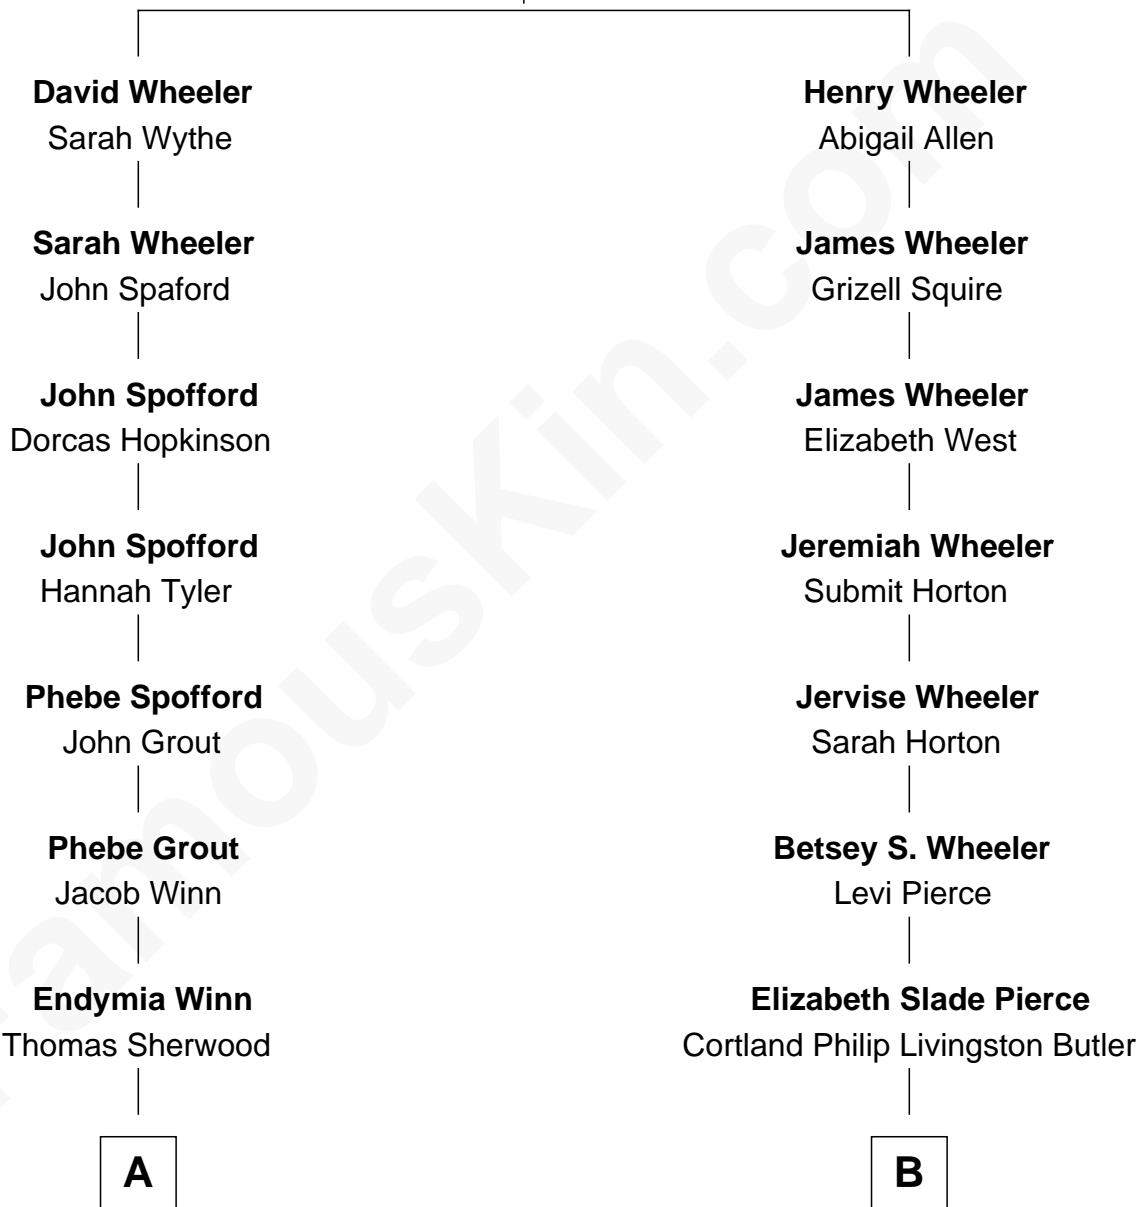 David Wheeler
Sarah Wythe
Henry Wheeler
Abigail Allen
Sarah Wheeler
John Spaford
James Wheeler
Grizell Squire
John Spofford
Dorcas Hopkinson
James Wheeler
Elizabeth West
John Spofford
Hannah Tyler
Jeremiah Wheeler
Submit Horton
Phebe Spofford
John Grout
Jervise Wheeler
Sarah Horton
Phebe Grout
Jacob Winn
Betsey S. Wheeler
Levi Pierce
Endymia Winn
Thomas Sherwood
Elizabeth Slade Pierce
Cortland Philip Livingston Butler
A
B
FamousKin.com